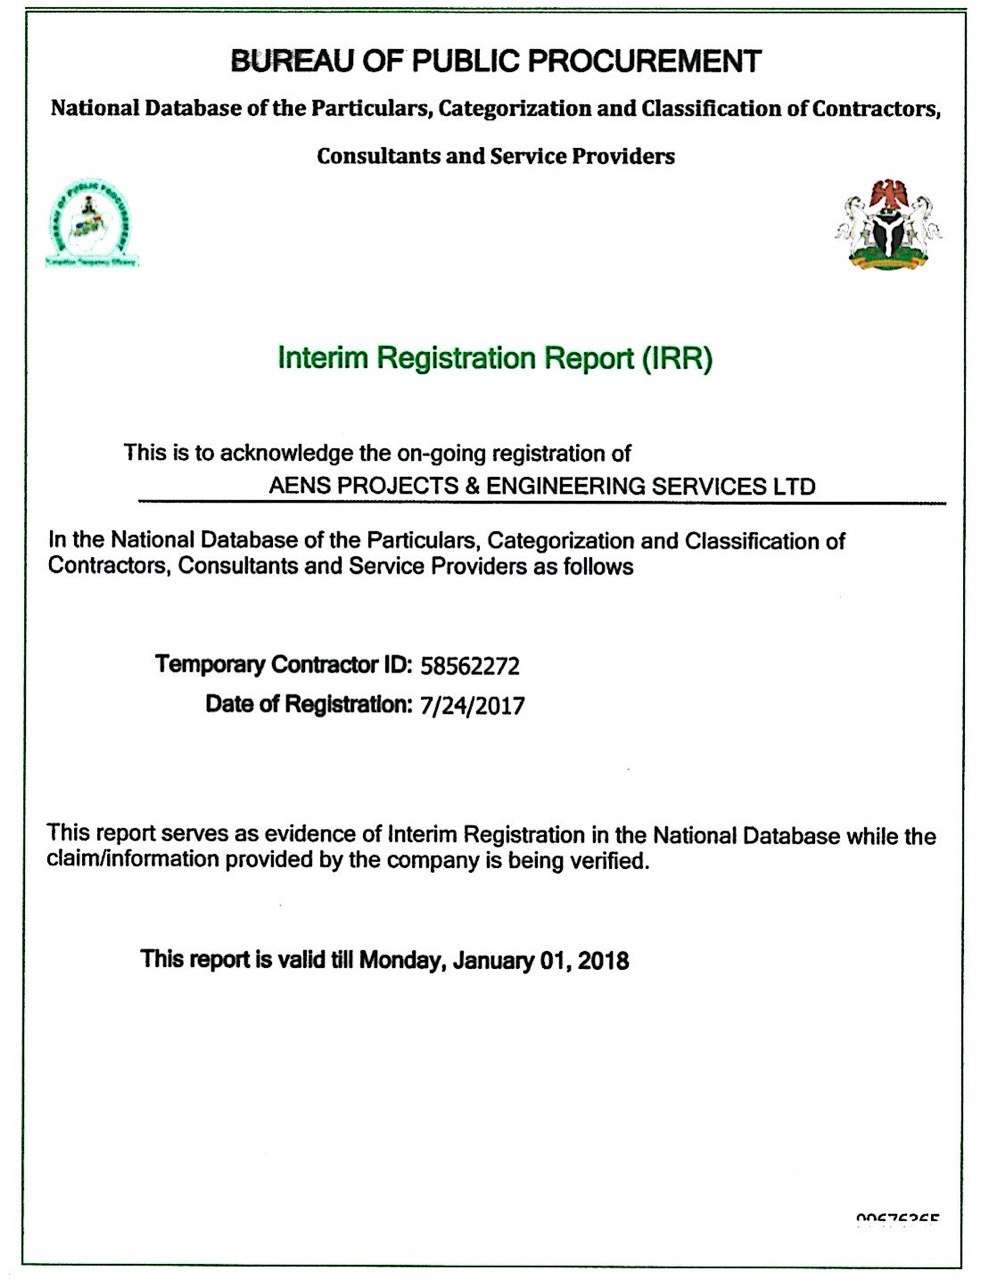 BUREAU OF PUBLIC PROCUREMENT
National Database of the Particulars, Categorization and Classification of Contractors,
Consultants and Service Providers
BUREAU OF PUBLIC PROCUREMENT
Interim Registration Report (IRR)
This is to acknowledge the on-going registration of
AENS PROJECTS & ENGINEERING SERVICES LTD
In the National Database of the Particulars, Categorization and Classification of
Contractors, Consultants and Service Providers as follows
Temporary Contractor ID: 58562272
Date of Registration: 7/24/2017
This report serves as evidence of Interim Registration in the National Database while the
claim/information provided by the company is being verified.
This report is valid till Monday, January 01, 2018